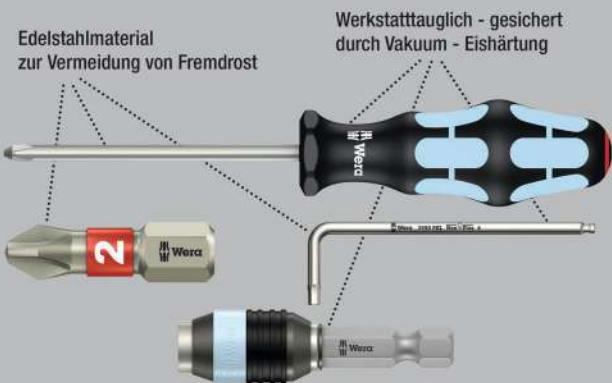 Edelstahlmaterial
zur Vermeidung von Fremdrost
Werkstatttauglich - gesichert
durch Vakuum - Eishärtung
Wera
Wera
2
Wera
Wera